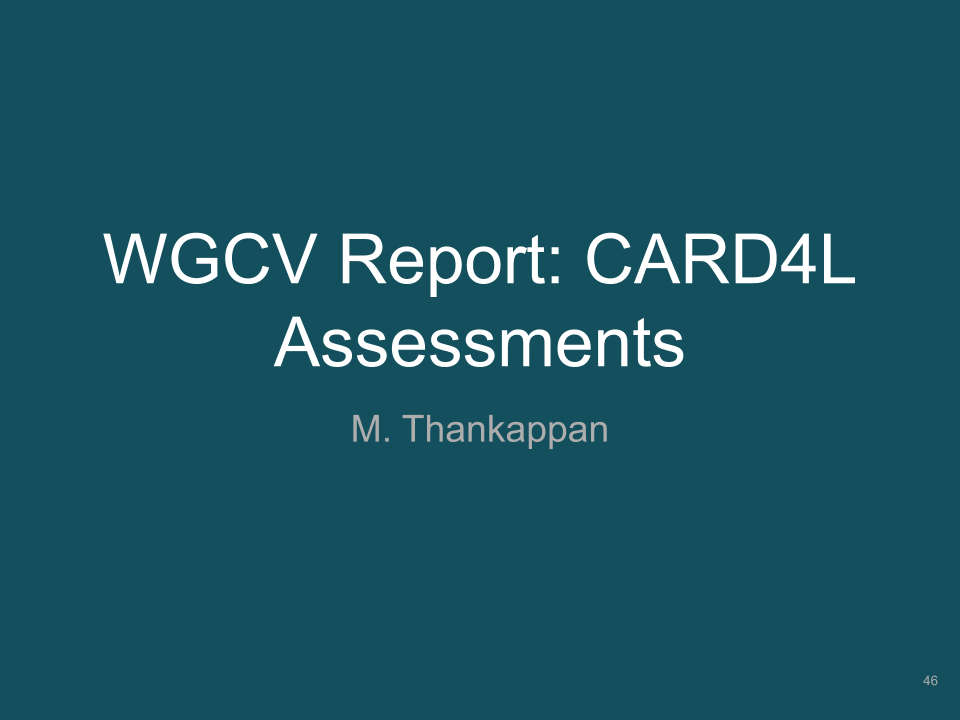 WGCV Report: CARD4L
Assessments
M. Thankappan
46